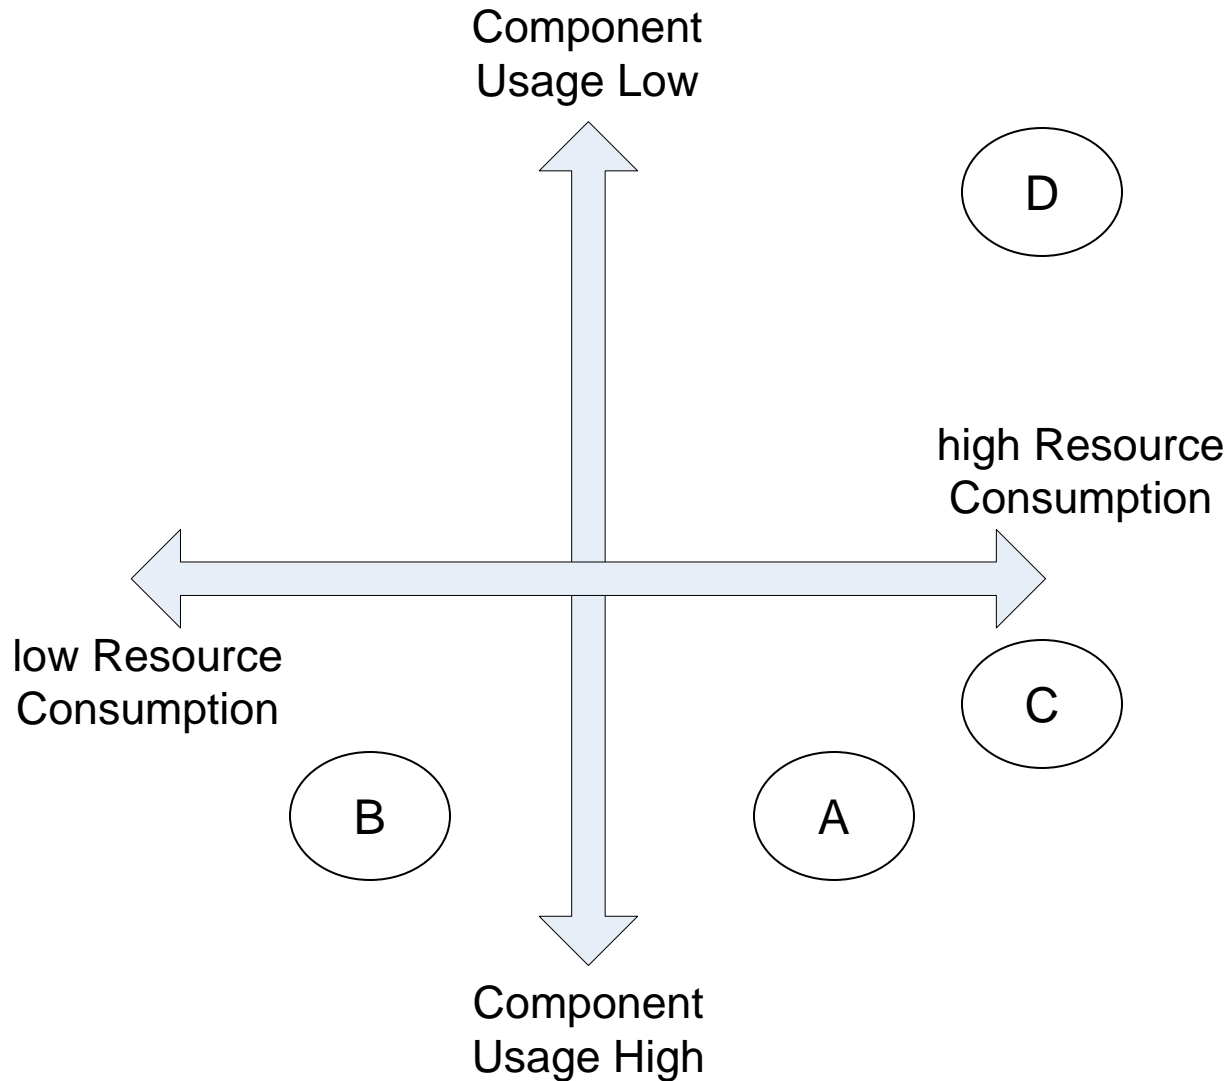 Component
Usage Low
D
high Resource
Consumption
low Resource
Consumption
C
B
A
Component
Usage High